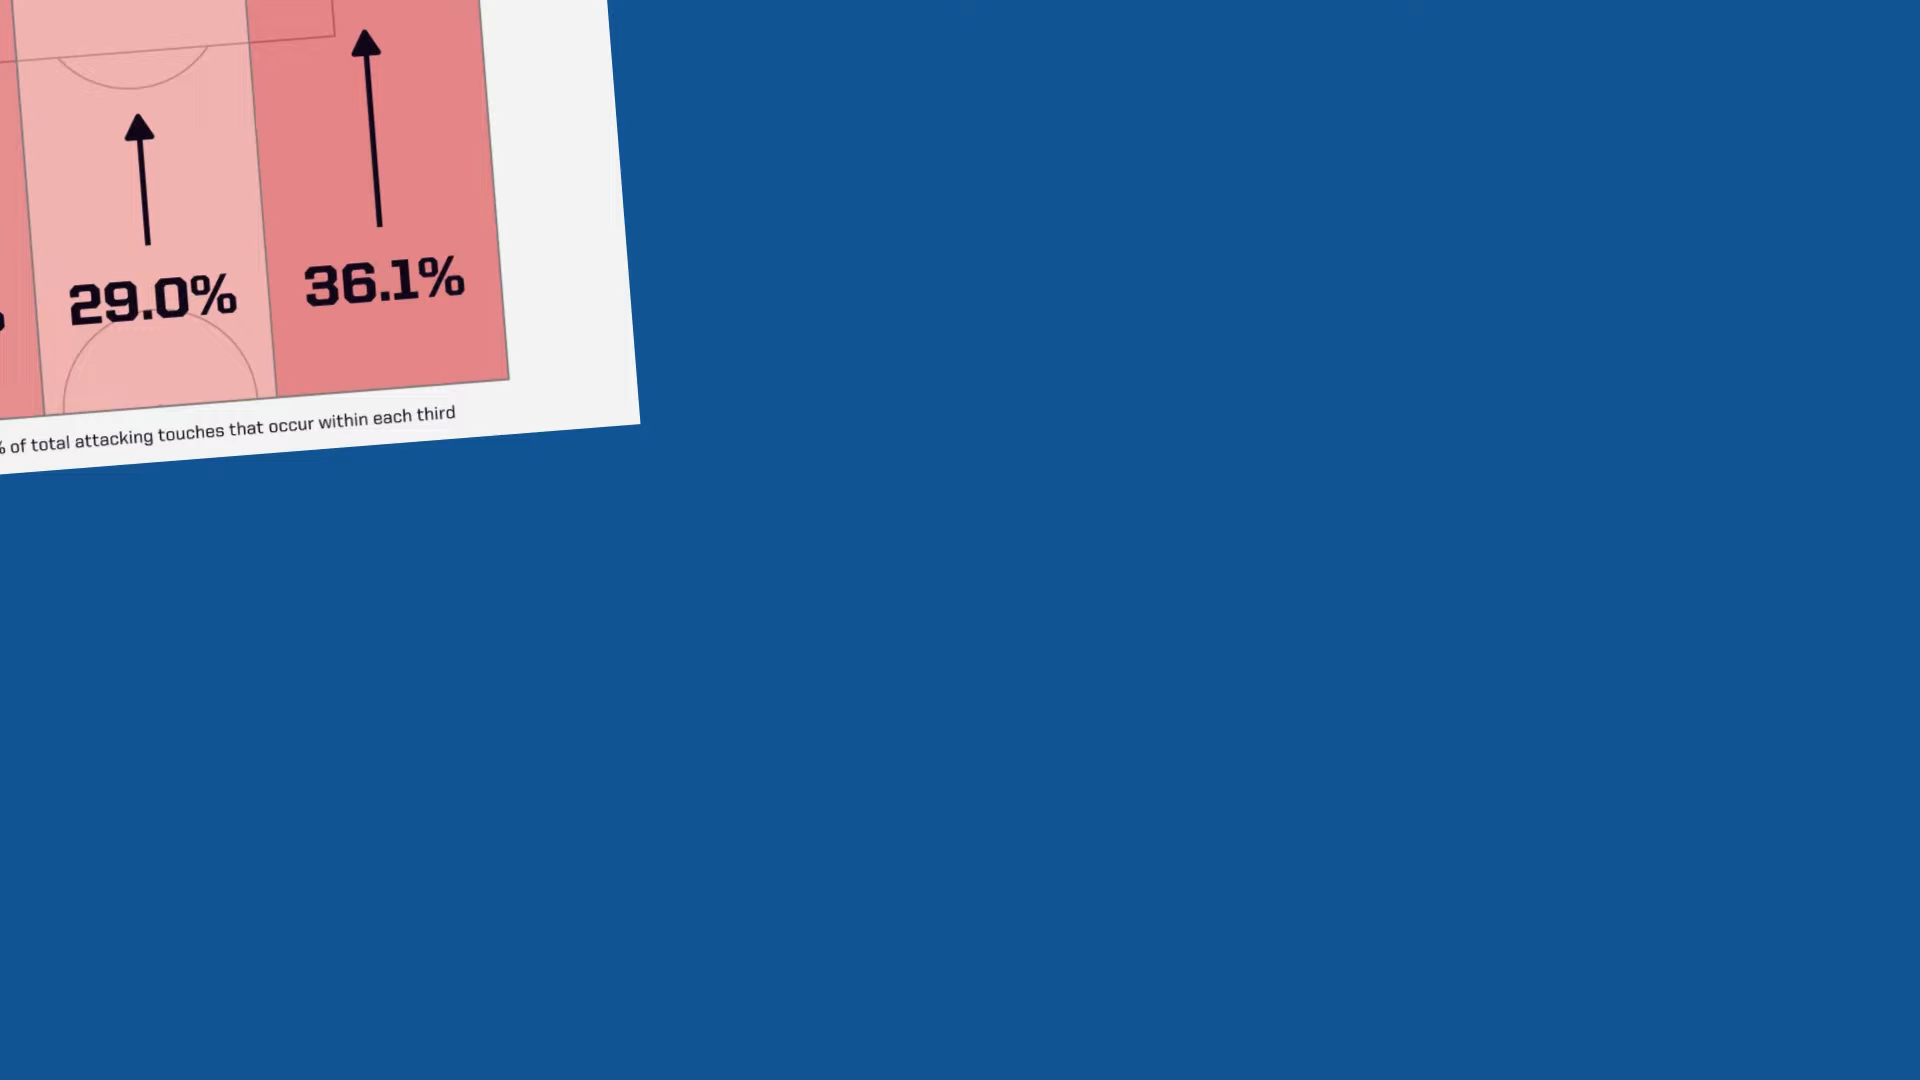 29.0% 36.1%
% of total attacking touches that occur within each third